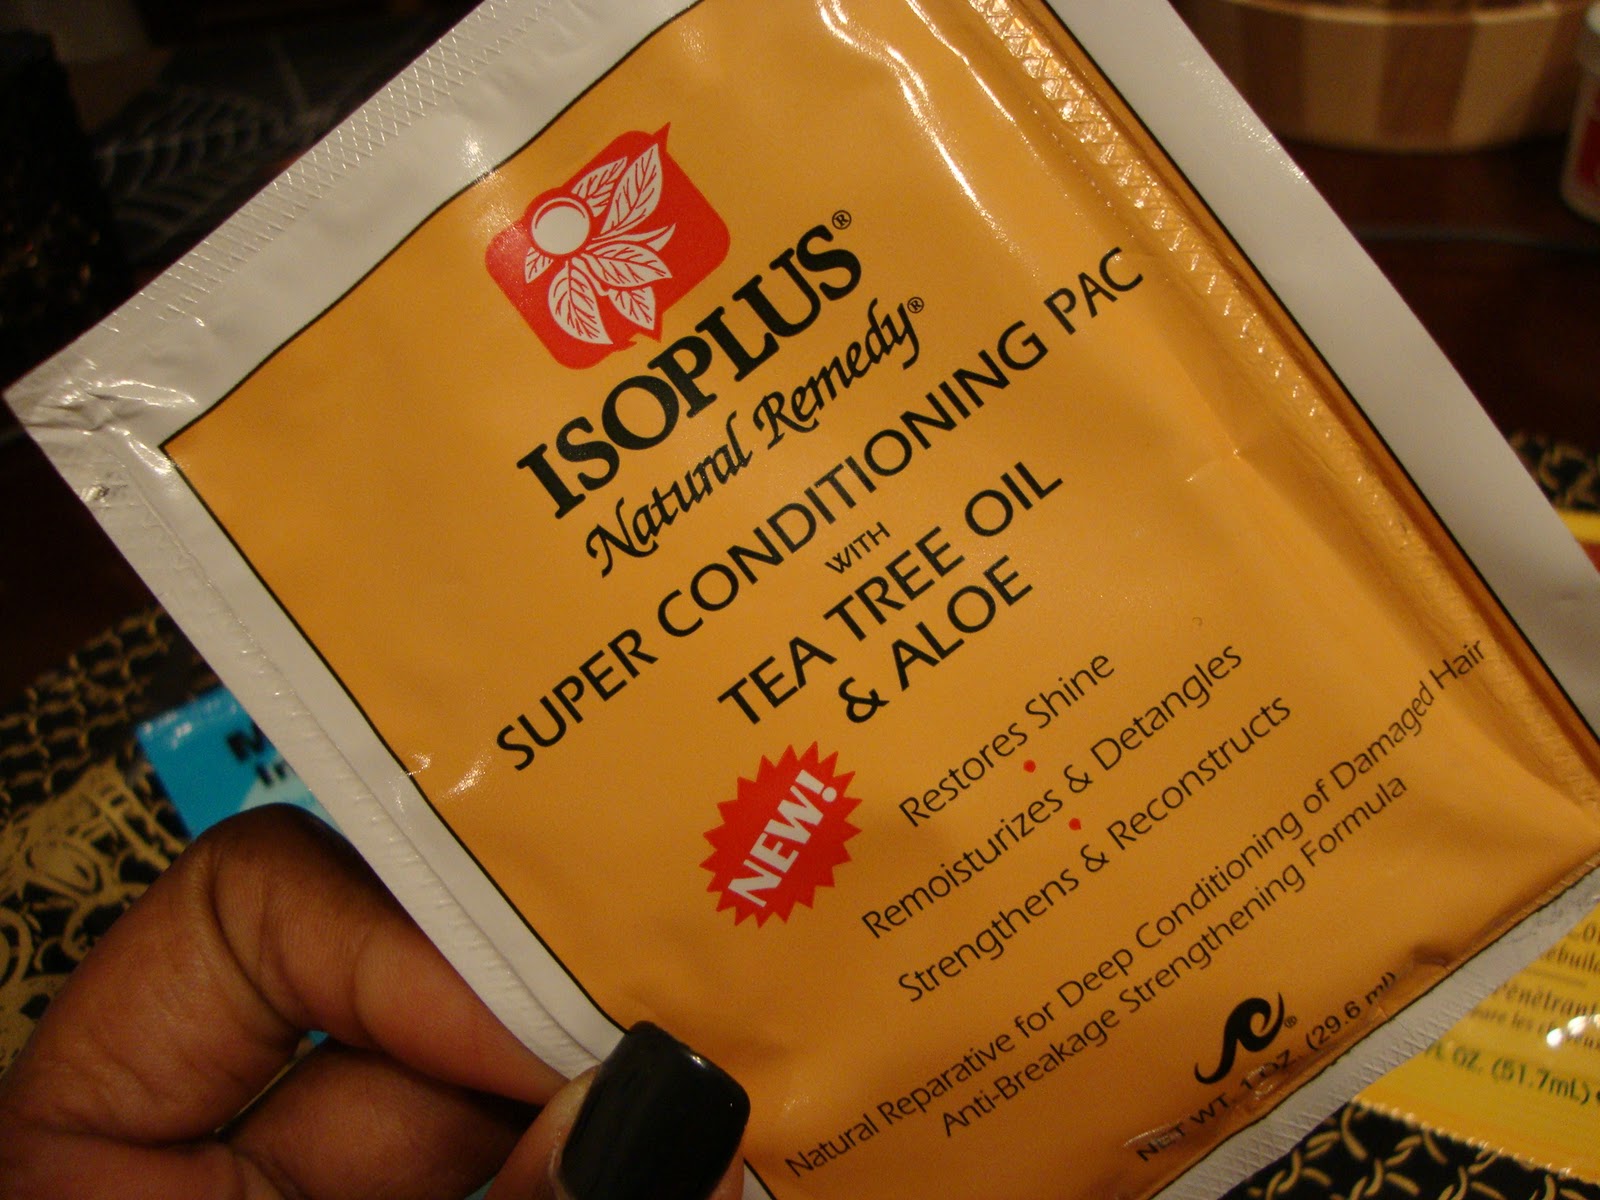 ISOPLUS®
Natural Remedy®
SUPER CONDITIONING PAC
WITH
TEA TREE OIL
& ALOE
NEW!
Restores Shine
•
Remoisturizes & Detangles
•
Strengthens & Reconstructs
Natural Reparative for Deep Conditioning of Damaged Hair
Anti-Breakage Strengthening Formula
®
NET WT. 1 OZ. (29.6 ml)
OZ. (51.7mL)